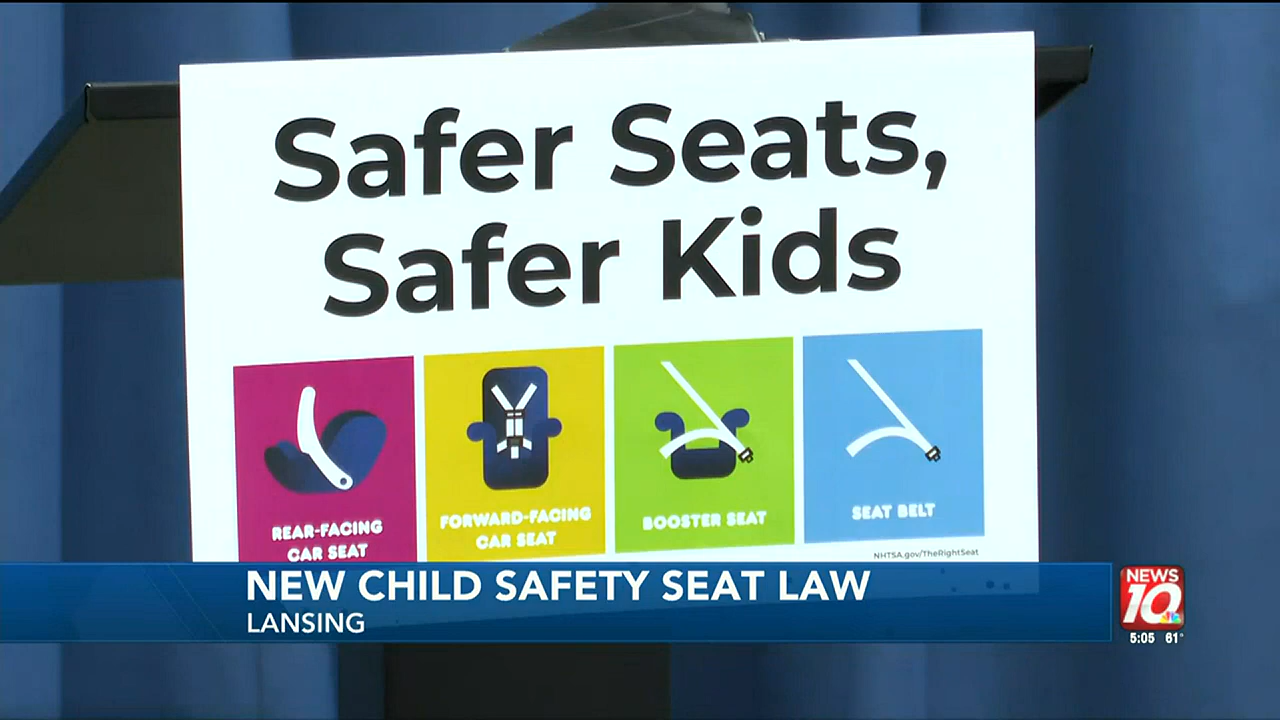 Safer Seats,
Safer Kids
REAR-FACING
CAR SEAT
FORWARD-FACING
CAR SEAT
BOOSTER SEAT
SEAT BELT
NHTSA.gov/TheRightSeat
NEW CHILD SAFETY SEAT LAW
LANSING
NEWS
10
5:05 61°